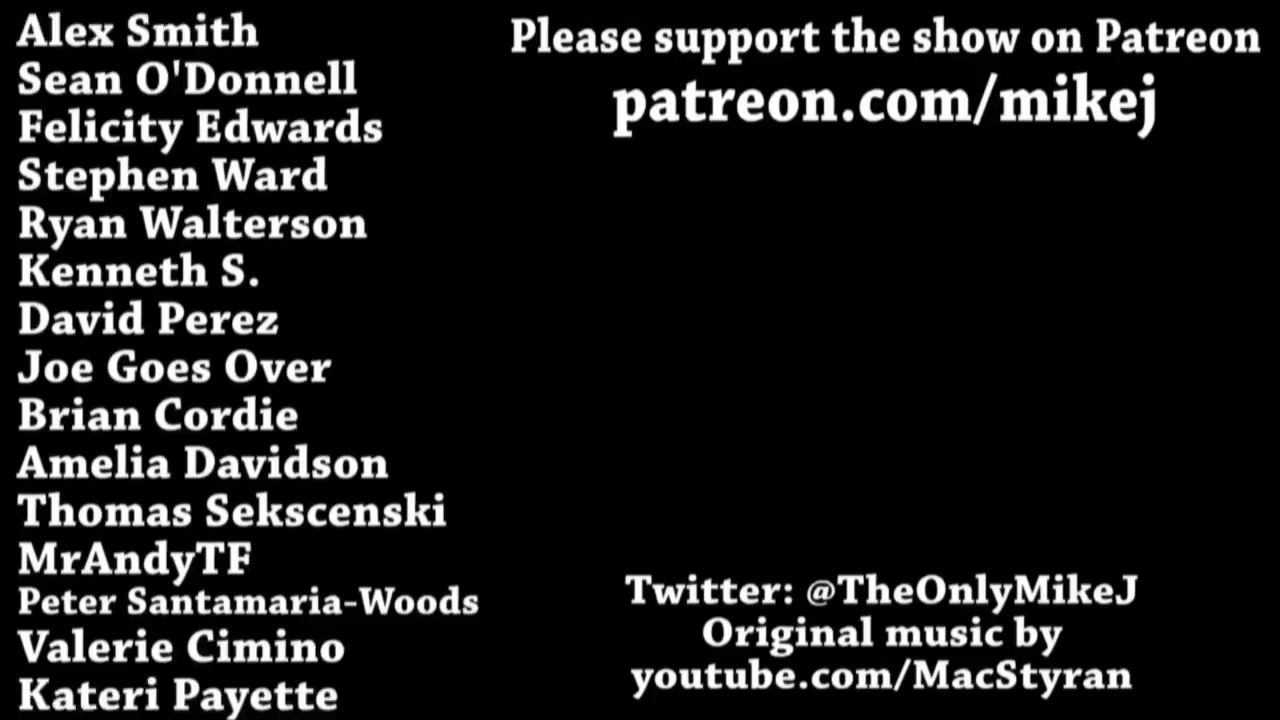 Alex Smith
Sean O'Donnell
Felicity Edwards
Stephen Ward
Ryan Walterson
Kenneth S.
David Perez
Joe Goes Over
Brian Cordie
Amelia Davidson
Thomas Sekscenski
MrAndyTF
Peter Santamaria-Woods
Valerie Cimino
Kateri Payette
Please support the show on Patreon
patreon.com/mikej
Twitter: @TheOnlyMikeJ
Original music by
youtube.com/MacStyran